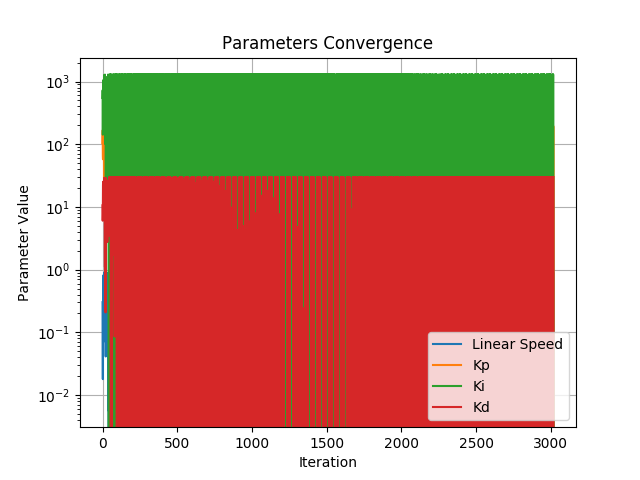 Parameters Convergence
Parameter Value
10³
10²
10¹
10⁰
10⁻¹
10⁻²
Linear Speed
Kp
Ki
Kd
0 500 1000 1500 2000 2500 3000
Iteration